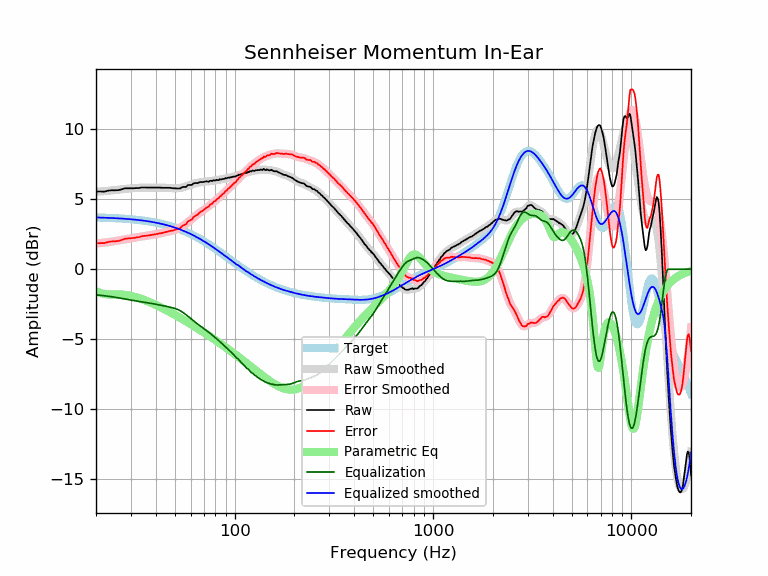 Sennheiser Momentum In-Ear
Amplitude (dBr)
10
5
0
−5
−10
−15
Target
Raw Smoothed
Error Smoothed
Raw
Error
Parametric Eq
Equalization
Equalized smoothed
100
1000
10000
Frequency (Hz)